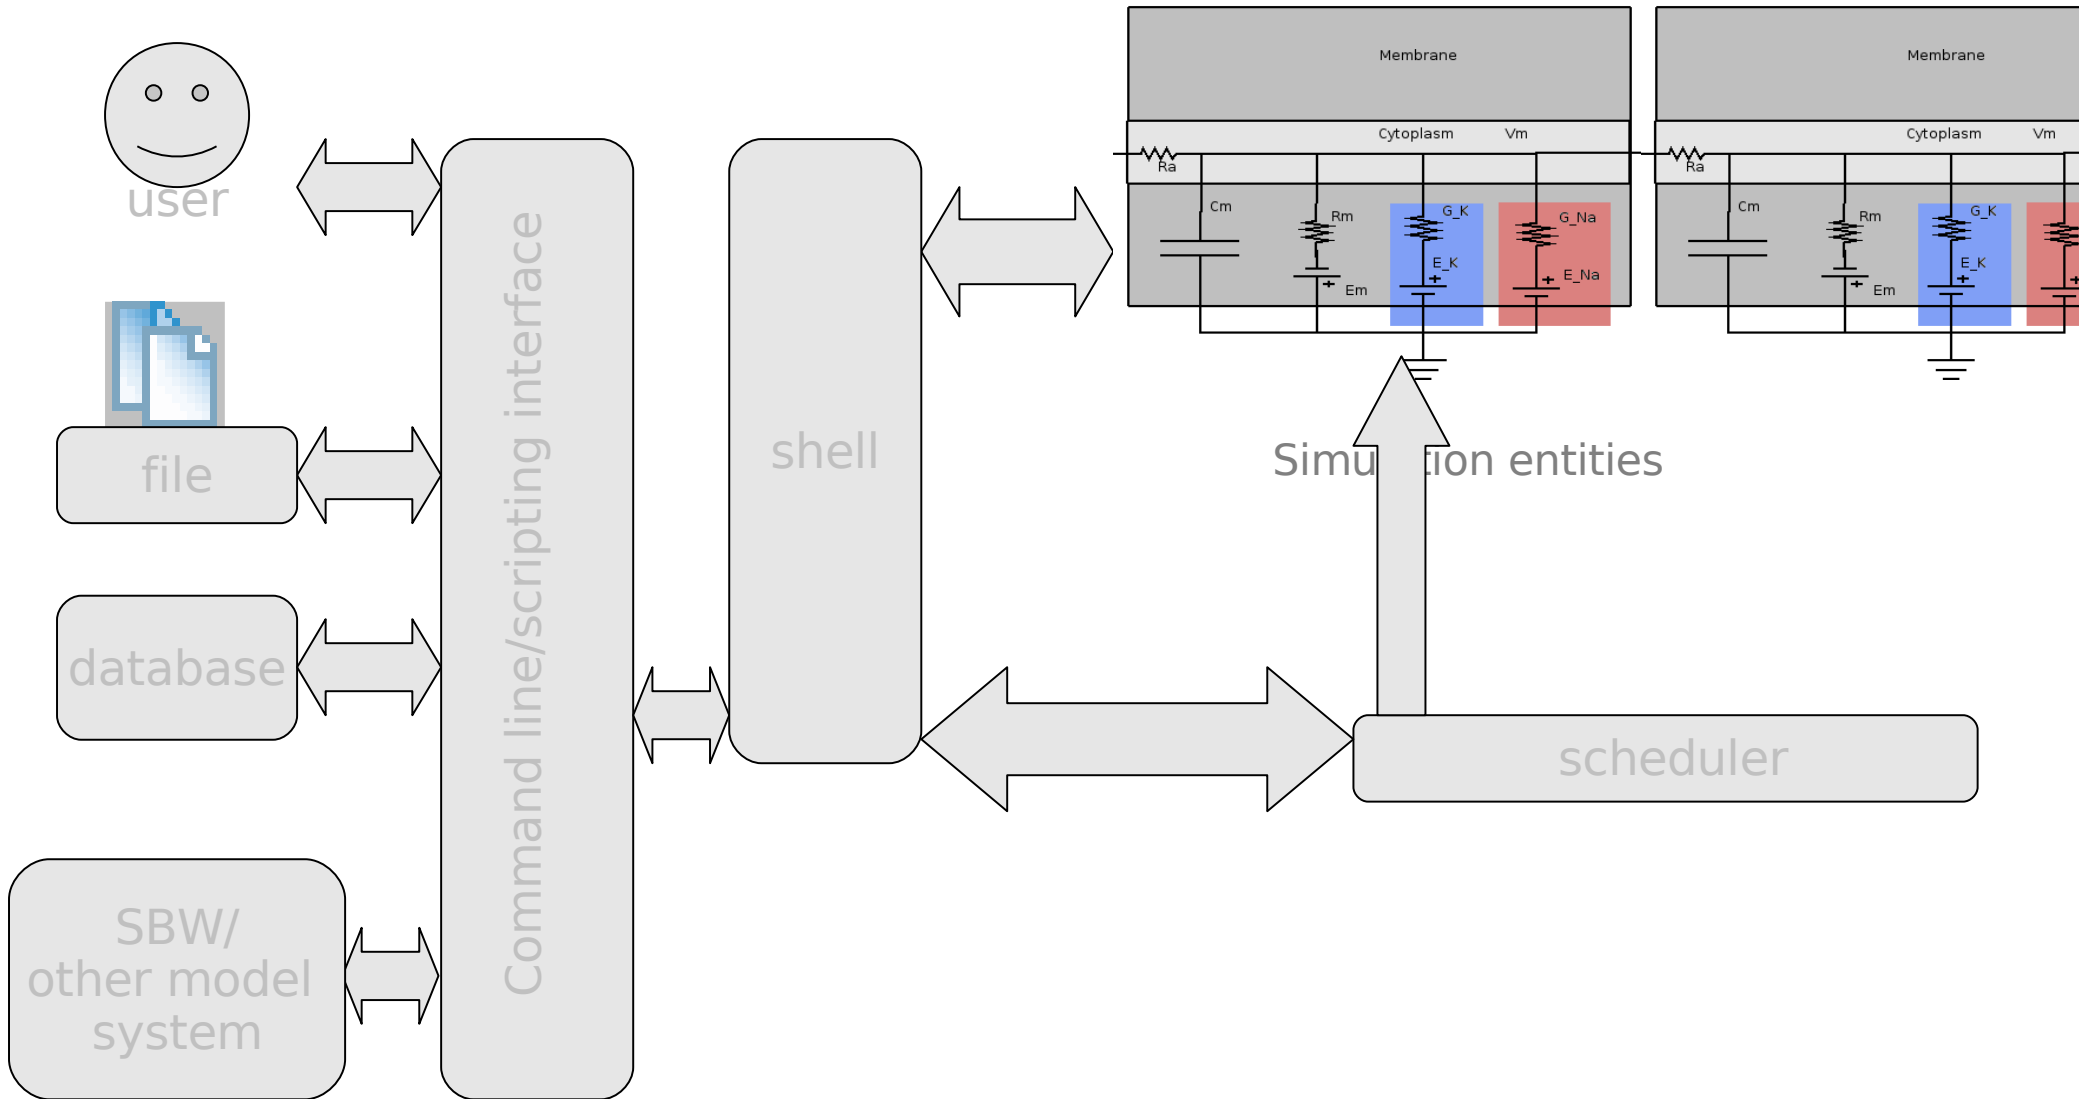 user
file
database
SBW/
other model
system
Command line/scripting interface
shell
Membrane
Cytoplasm Vm
Ra
Cm
Rm
G_K
G_Na
E_K
E_Na
Em
Membrane
Cytoplasm Vm
Ra
Cm
Rm
G_K
E_K
Em
entities
scheduler